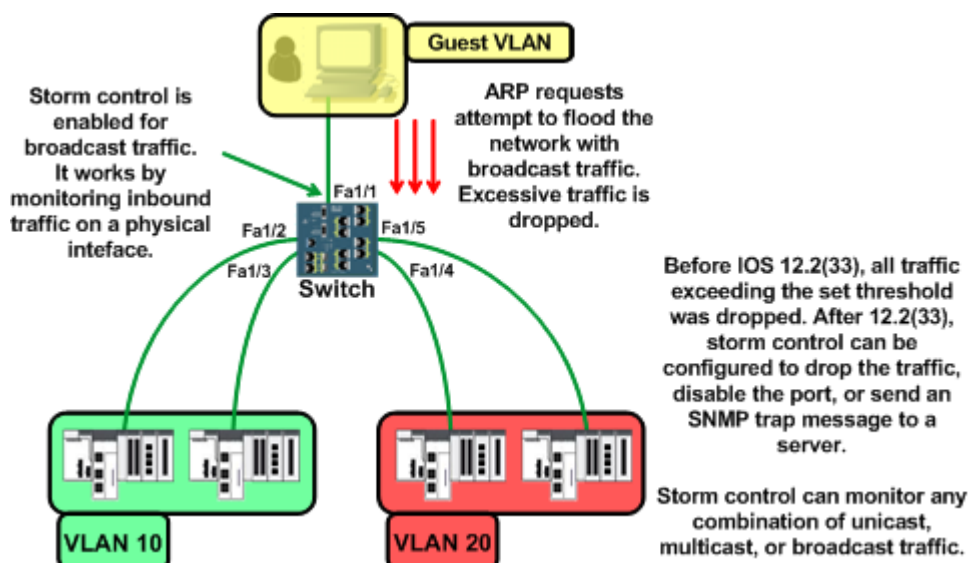 Guest VLAN
Storm control is
enabled for
broadcast traffic.
It works by
monitoring inbound
traffic on a physical
inteface.
ARP requests
attempt to flood the
network with
broadcast traffic.
Excessive traffic is
dropped.
Fa1/1
Fa1/2
Fa1/5
Fa1/3
Fa1/4
Switch
Before IOS 12.2(33), all traffic
exceeding the set threshold
was dropped. After 12.2(33),
storm control can be
configured to drop the traffic,
disable the port, or send an
SNMP trap message to a
server.
Storm control can monitor any
combination of unicast,
multicast, or broadcast traffic.
VLAN 10
VLAN 20